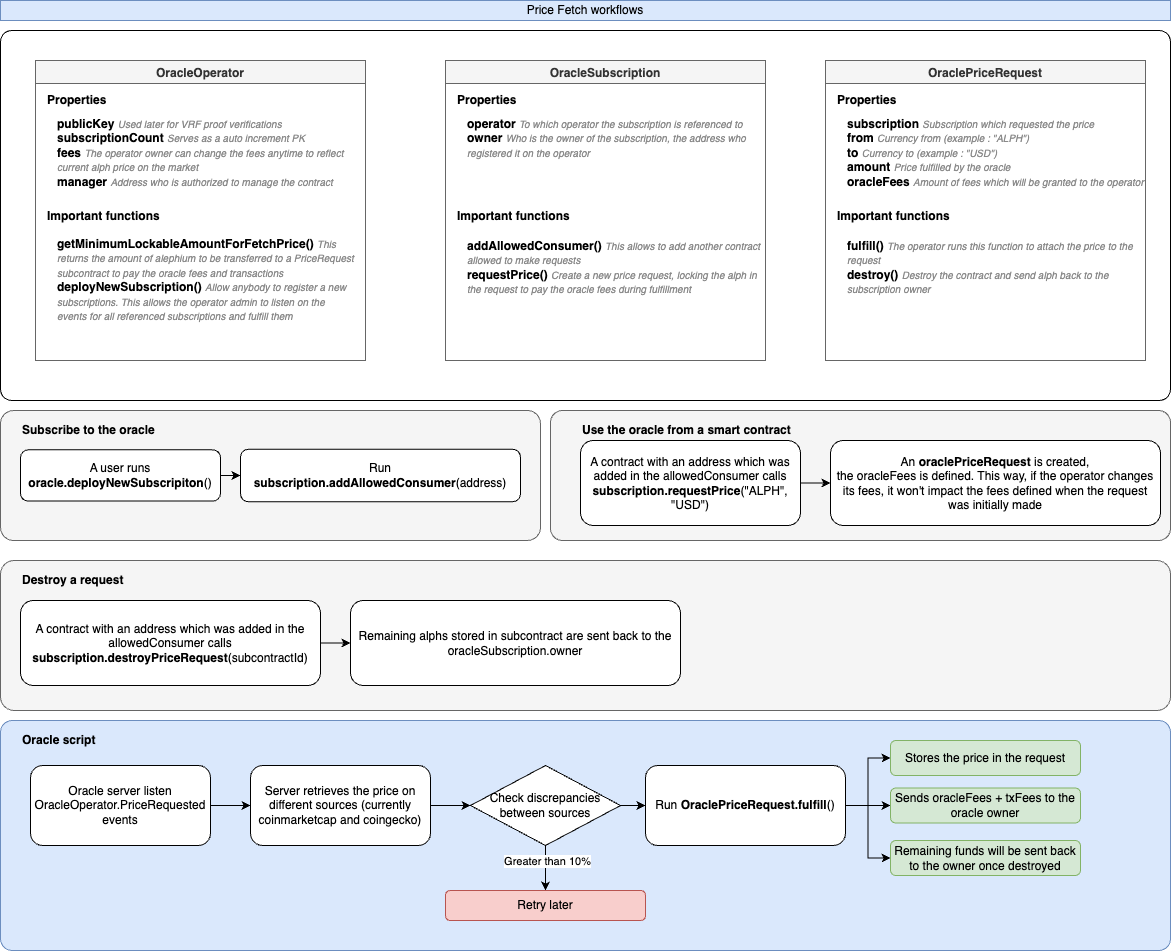 Price Fetch workflows
OracleOperator
Properties
publicKey Used later for VRF proof verifications
subscriptionCount Serves as a auto increment PK
fees The operator owner can change the fees anytime to reflect
current alph price on the market
manager Address who is authorized to manage the contract
Important functions
getMinimumLockableAmountForFetchPrice() This
returns the amount of alephium to be transferred to a PriceRequest
subcontract to pay the oracle fees and transactions
deployNewSubscription() Allow anybody to register a new
subscriptions. This allows the operator admin to listen on the
events for all referenced subscriptions and fulfill them
OracleSubscription
Properties
operator To which operator the subscription is referenced to
owner Who is the owner of the subscription, the address who
registered it on the operator
Important functions
addAllowedConsumer() This allows to add another contract
allowed to make requests
requestPrice() Create a new price request, locking the alph in
the request to pay the oracle fees during fulfillment
OraclePriceRequest
Properties
subscription Subscription which requested the price
from Currency from (example : "ALPH")
to Currency to (example : "USD")
amount Price fulfilled by the oracle
oracleFees Amount of fees which will be granted to the operator
Important functions
fulfill() The operator runs this function to attach the price to the
request
destroy() Destroy the contract and send alph back to the
subscription owner
Subscribe to the oracle
A user runs
oracle.deployNewSubscripiton()
Run
subscription.addAllowedConsumer(address)
Use the oracle from a smart contract
A contract with an address which was
added in the allowedConsumer calls
subscription.requestPrice("ALPH",
"USD")
An oraclePriceRequest is created,
the oracleFees is defined. This way, if the operator changes
its fees, it won't impact the fees defined when the request
was initially made
Destroy a request
A contract with an address which was added in the
allowedConsumer calls
subscription.destroyPriceRequest(subcontractId)
Remaining alphs stored in subcontract are sent back to the
oracleSubscription.owner
Oracle script
Oracle server listen
OracleOperator.PriceRequested
events
Server retrieves the price on
different sources (currently
coinmarketcap and coingecko)
Check discrepancies
between sources
Greater than 10%
Retry later
Run OraclePriceRequest.fulfill()
Stores the price in the request
Sends oracleFees + txFees to the
oracle owner
Remaining funds will be sent back
to the owner once destroyed